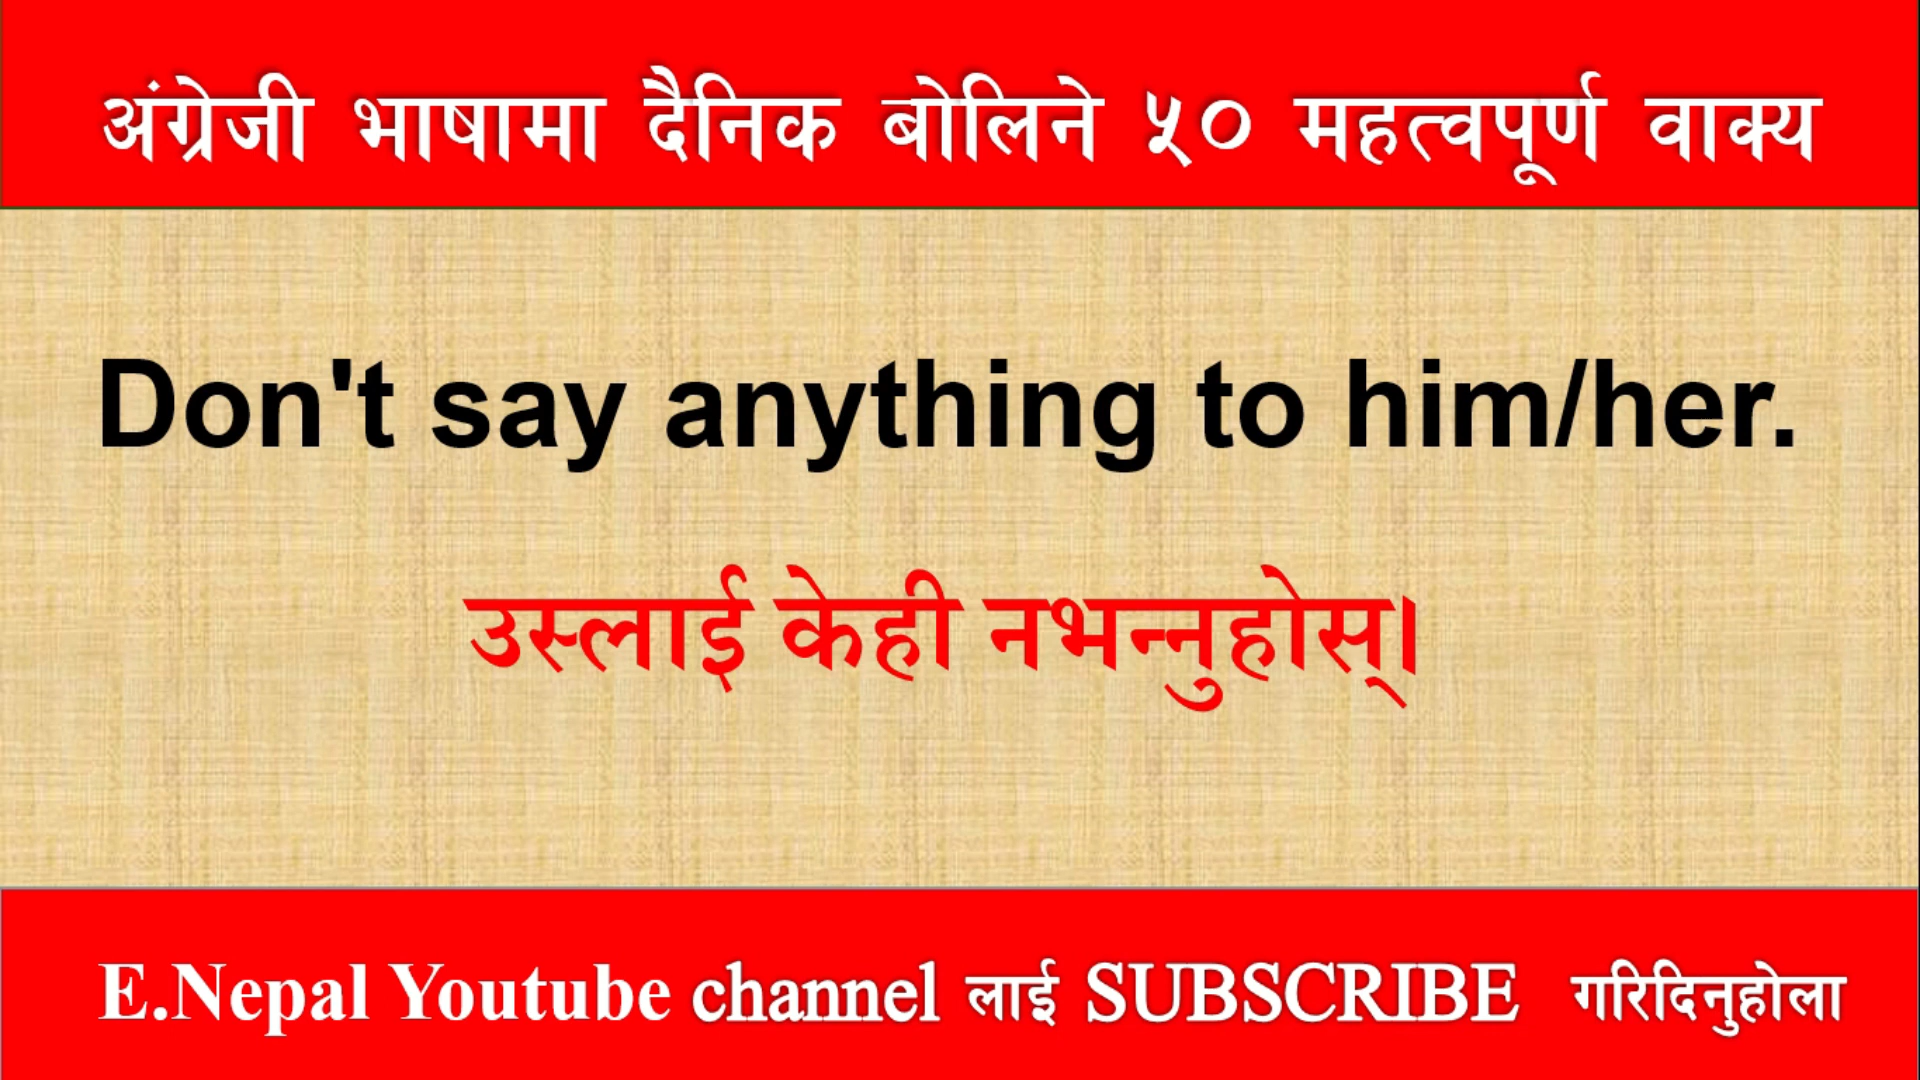 अंग्रेजी भाषामा दैनिक बोलिने ५० महत्वपूर्ण वाक्य
Don't say anything to him/her.
उस्लाई केही नभन्नुहोस्।
E.Nepal Youtube channel लाई SUBSCRIBE गरिदिनुहोला